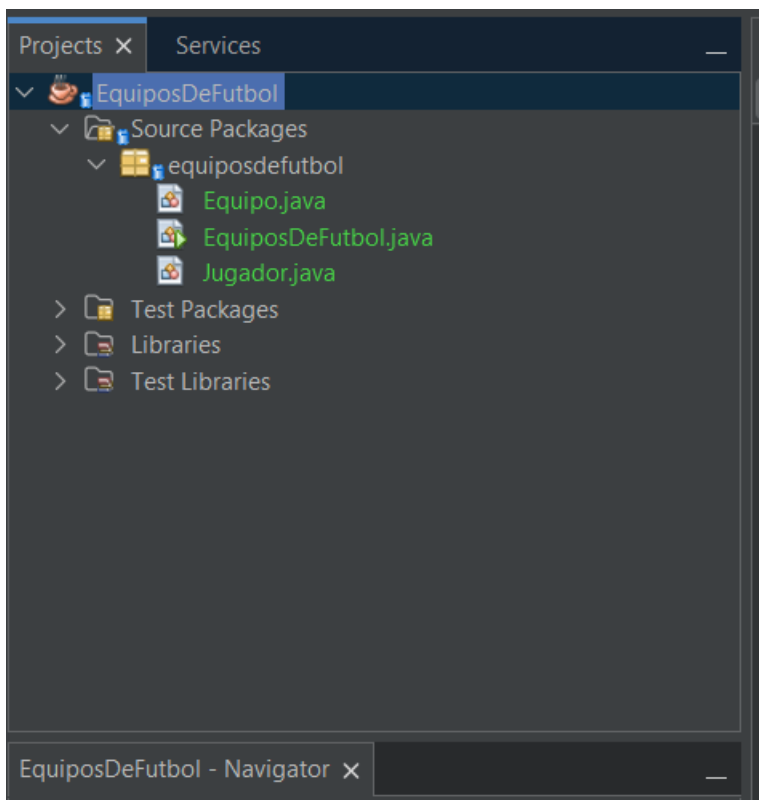 Projects Services
EquiposDeFutbol
Source Packages
equiposdefutbol
Equipo.java
EquiposDeFutbol.java
Jugador.java
Test Packages
Libraries
Test Libraries
EquiposDeFutbol - Navigator